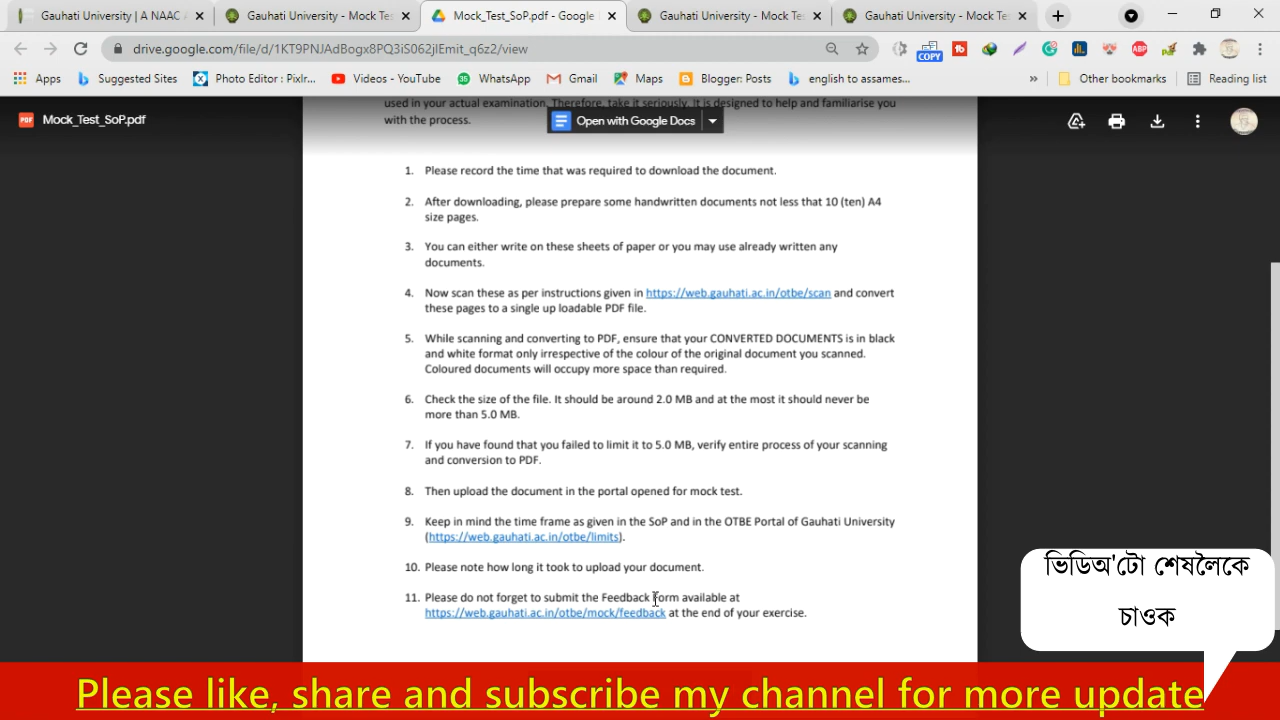 Gauhati University | A NAAC A
Gauhati University - Mock Tes
Mock_Test_SoP.pdf - Google
Gauhati University - Mock Tes
Gauhati University - Mock Tes
drive.google.com/file/d/1KT9PNJAdBogx8PQ3iS062jlEmit_q6z2/view
COPY
ABP
Apps
Suggested Sites
Photo Editor : Pixlr...
Videos - YouTube
WhatsApp
Gmail
Maps
Blogger: Posts
english to assames...
Other bookmarks
Reading list
PDF
Mock_Test_SoP.pdf
Open with Google Docs
used in your actual examination. Therefore, take it seriously. It is designed to help and familiarise you
with the process.
1. Please record the time that was required to download the document.
2. After downloading, please prepare some handwritten documents not less that 10 (ten) A4
size pages.
3. You can either write on these sheets of paper or you may use already written any
documents.
4. Now scan these as per instructions given in https://web.gauhati.ac.in/otbe/scan and convert
these pages to a single up loadable PDF file.
5. While scanning and converting to PDF, ensure that your CONVERTED DOCUMENTS is in black
and white format only irrespective of the colour of the original document you scanned.
Coloured documents will occupy more space than required.
6. Check the size of the file. It should be around 2.0 MB and at the most it should never be
more than 5.0 MB.
7. If you have found that you failed to limit it to 5.0 MB, verify entire process of your scanning
and conversion to PDF.
8. Then upload the document in the portal opened for mock test.
9. Keep in mind the time frame as given in the SoP and in the OTBE Portal of Gauhati University
(https://web.gauhati.ac.in/otbe/limits).
10. Please note how long it took to upload your document.
11. Please do not forget to submit the Feedback Form available at
https://web.gauhati.ac.in/otbe/mock/feedback at the end of your exercise.
ভিডিঅ'টো শেষলৈকে
চাওক
Please like, share and subscribe my channel for more update